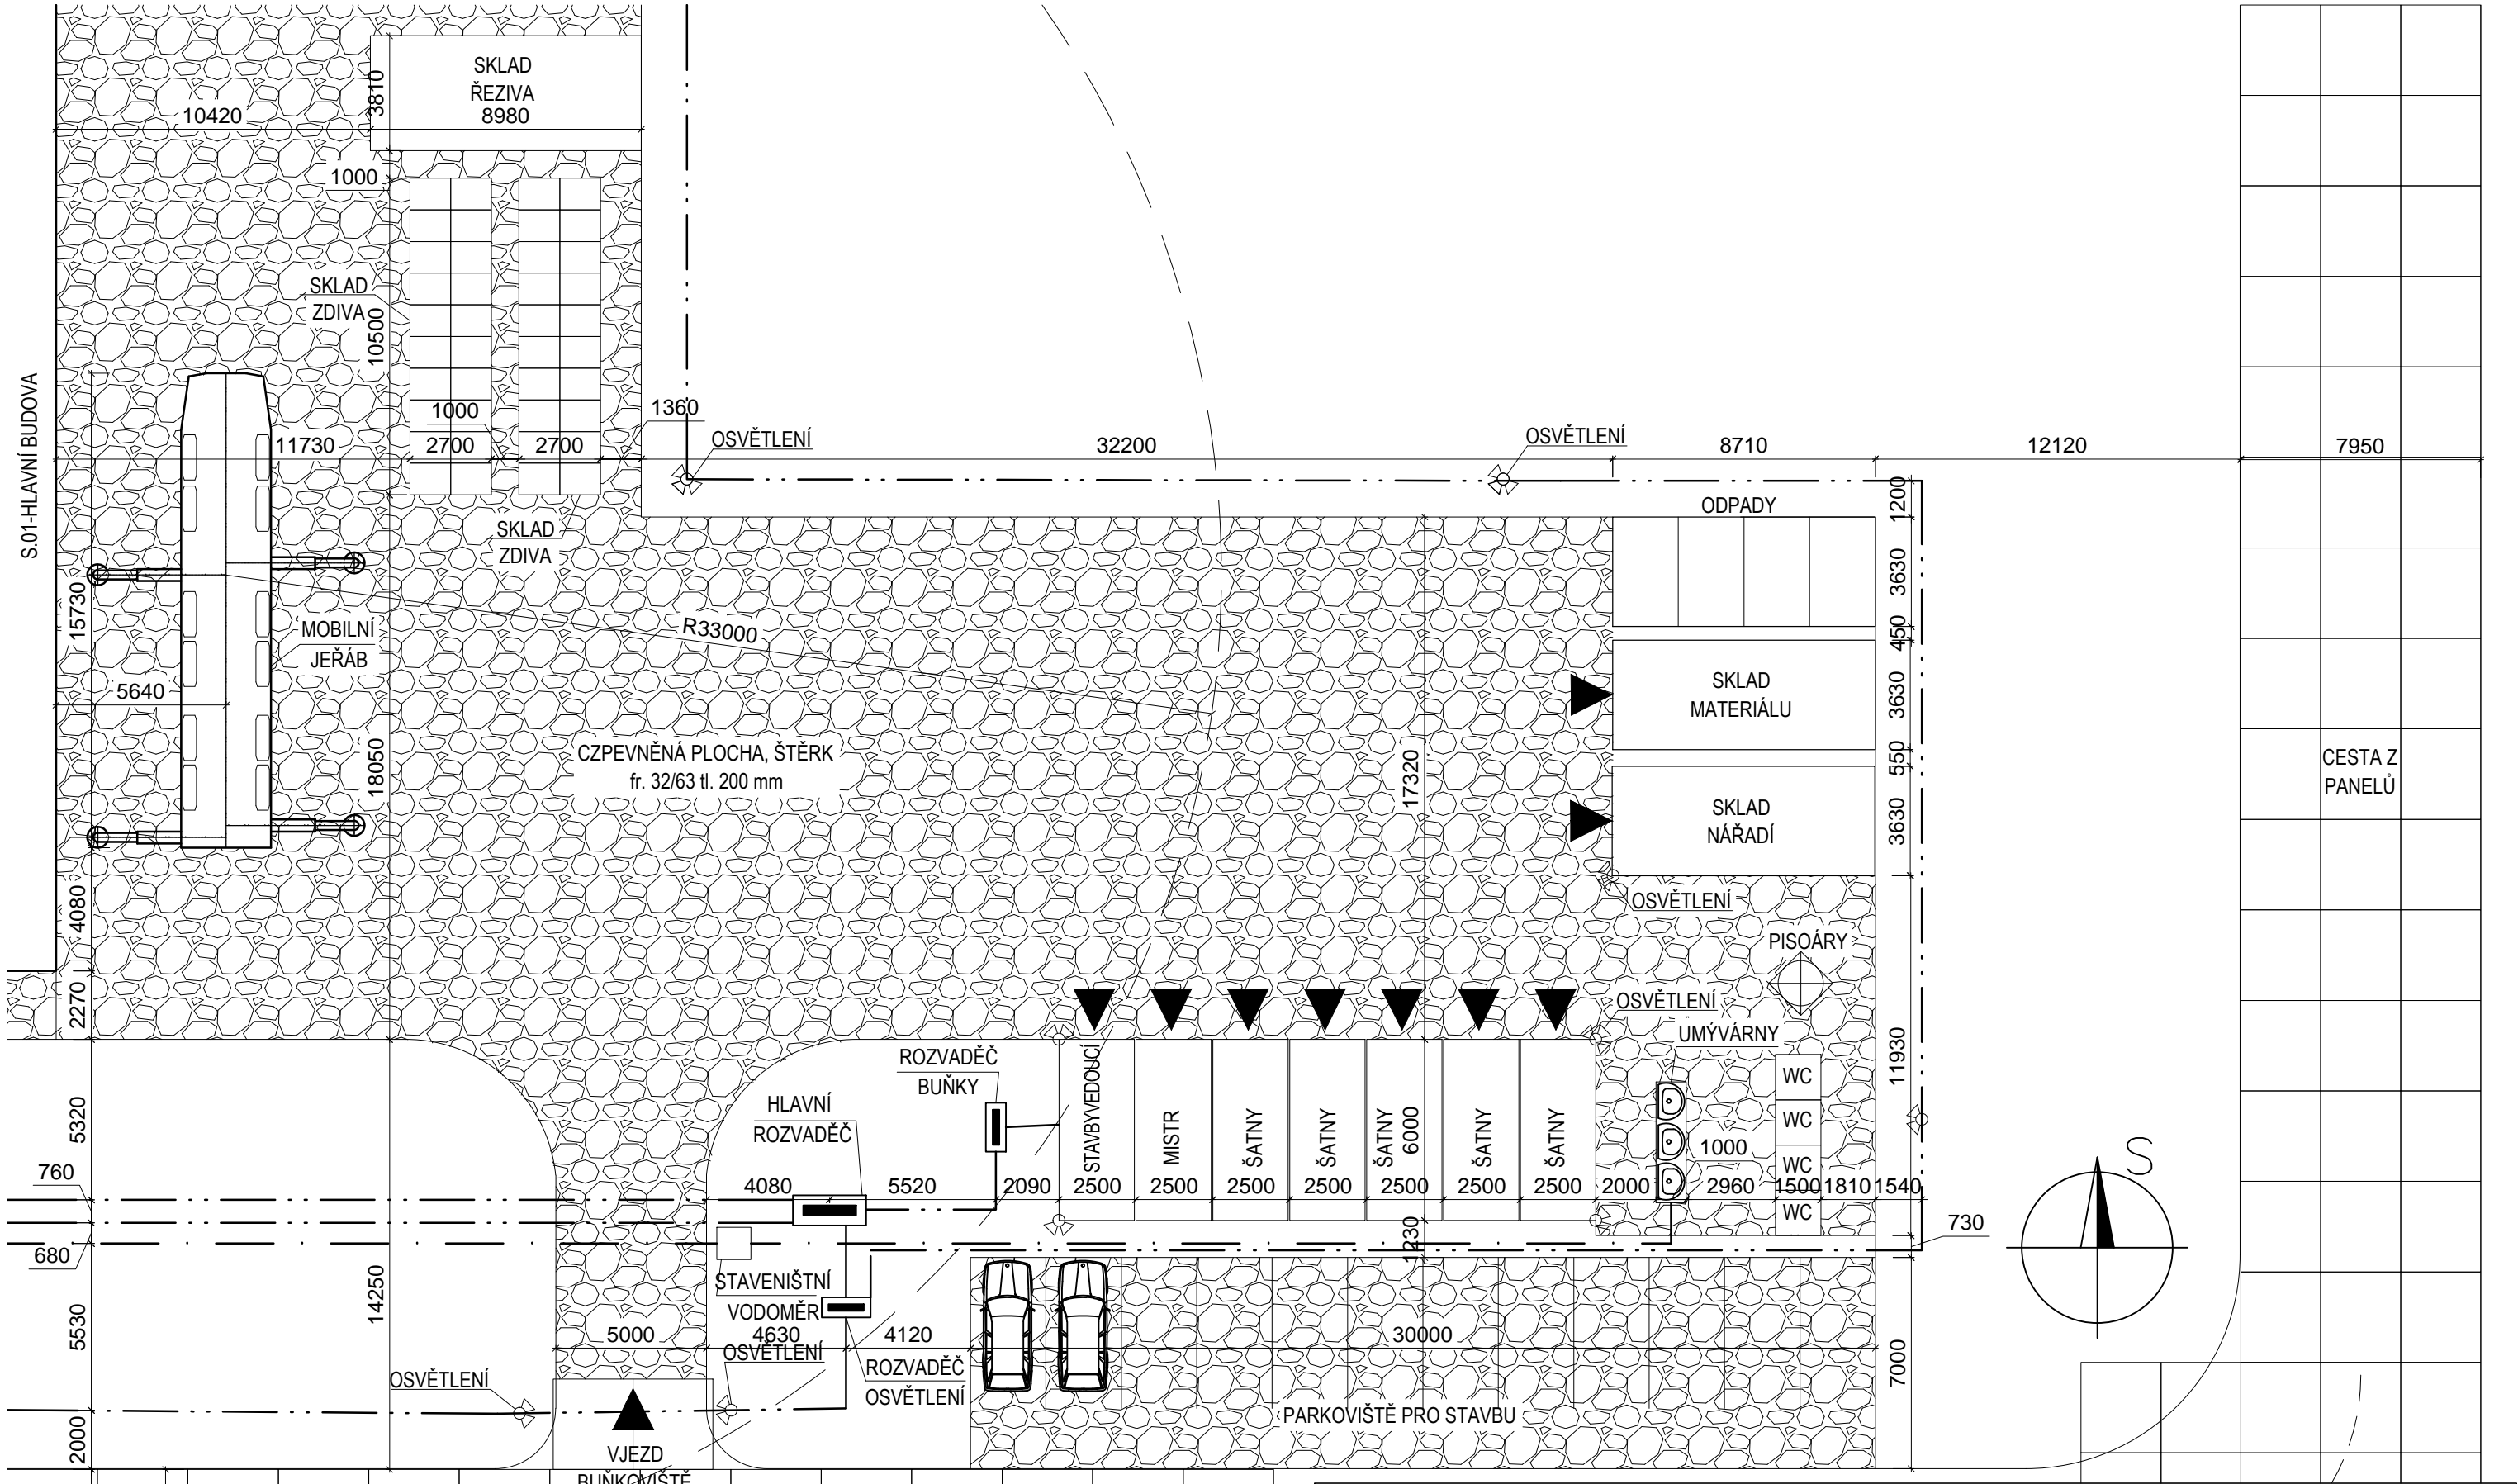 SKLAD
ŘEZIVA
8980
3810
10420
1000
SKLAD
ZDIVA
10500
S.01-HLAVNÍ BUDOVA
1000
11730
2700
2700
1360
OSVĚTLENÍ
32200
OSVĚTLENÍ
8710
12120
7950
ODPADY
1200
SKLAD
ZDIVA
3630
15730
MOBILNÍ
JEŘÁB
R33000
450
5640
SKLAD
MATERIÁLU
3630
18050
CZPEVNĚNÁ PLOCHA, ŠTĚRK
fr. 32/63 tl. 200 mm
17320
550
CESTA Z
PANELŮ
SKLAD
NÁŘADÍ
3630
4080
OSVĚTLENÍ
PISOÁRY
2270
OSVĚTLENÍ
UMÝVÁRNY
11930
ROZVADĚČ
BUŇKY
HLAVNÍ
ROZVADĚČ
5320
STAVBYVEDOUCÍ
MISTR
ŠATNY
ŠATNY
ŠATNY
6000
ŠATNY
ŠATNY
WC
WC
WC
WC
1000
S
760
4080
5520
2090
2500
2500
2500
2500
2500
2500
2500
2000
2960
1500
1810
1540
730
680
1230
STAVENIŠTNÍ
VODOMĚR
14250
5530
5000
4630
4120
30000
OSVĚTLENÍ
OSVĚTLENÍ
ROZVADĚČ
OSVĚTLENÍ
7000
PARKOVIŠTĚ PRO STAVBU
2000
VJEZD
BUŇKOVIŠTĚ